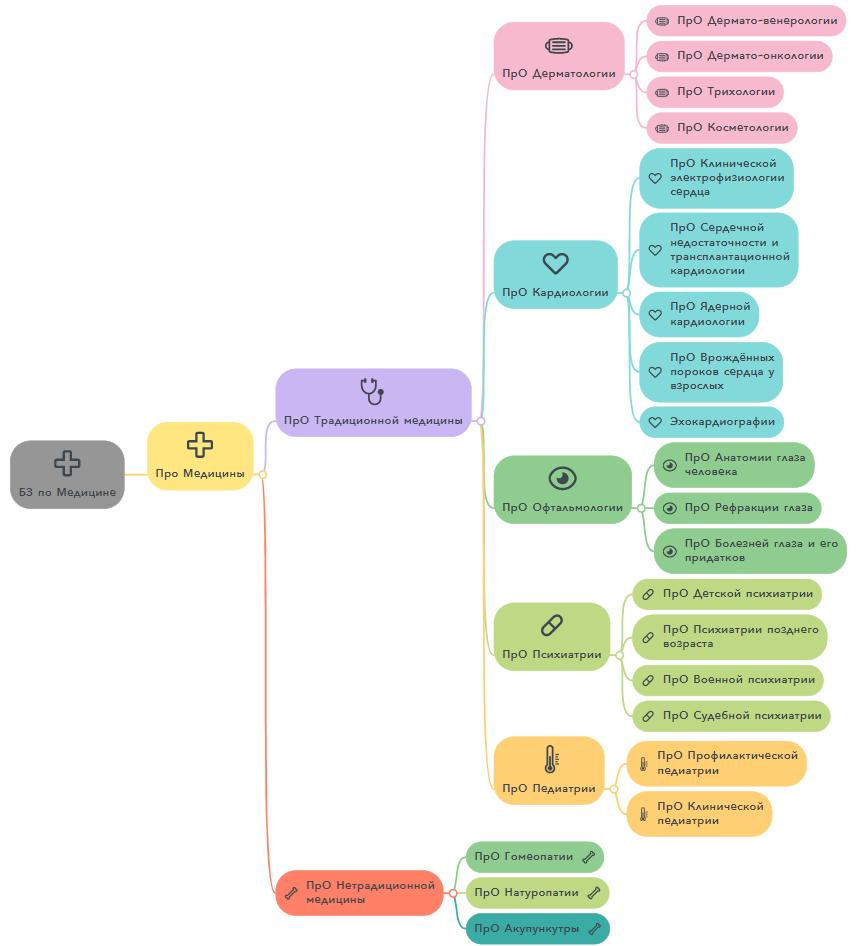 БЗ по Медицине
Про Медицины
ПрО Традиционной медицины
ПрО Дерматологии
ПрО Дермато-венерологии
ПрО Дермато-онкологии
ПрО Трихологии
ПрО Косметологии
ПрО Кардиологии
ПрО Клинической
электрофизиологии
сердца
ПрО Сердечной
недостаточности и
трансплантационной
кардиологии
ПрО Ядерной
кардиологии
ПрО Врождённых
пороков сердца у
взрослых
Эхокардиографии
ПрО Офтальмологии
ПрО Анатомии глаза
человека
ПрО Рефракции глаза
ПрО Болезней глаза и его
придатков
ПрО Психиатрии
ПрО Детской психиатрии
ПрО Психиатрии позднего
возраста
ПрО Военной психиатрии
ПрО Судебной психиатрии
ПрО Педиатрии
ПрО Профилактической
педиатрии
ПрО Клинической
педиатрии
ПрО Нетрадиционной
медицины
ПрО Гомеопатии
ПрО Натуропатии
ПрО Акупункутры